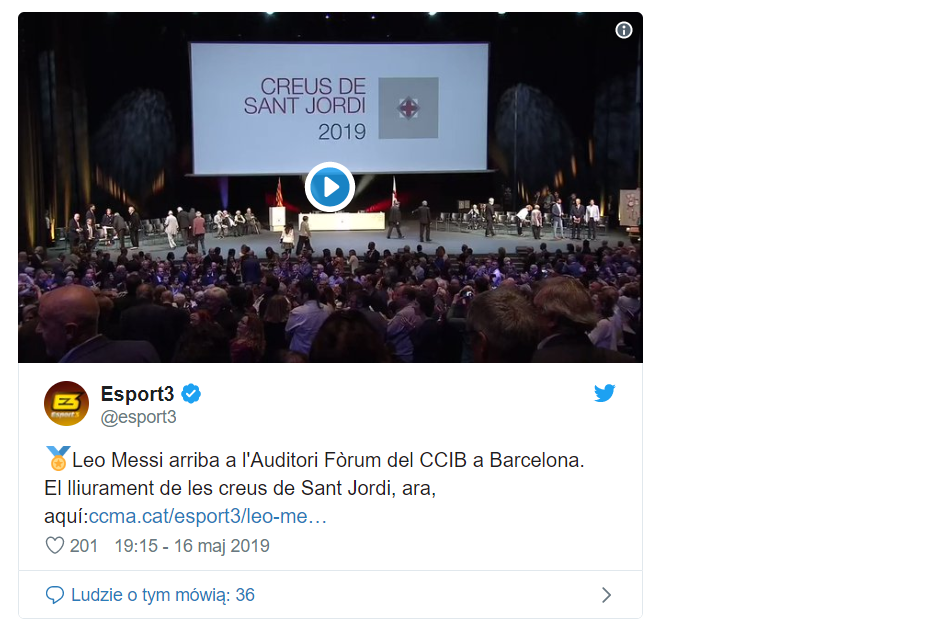 CREUS DE
SANT JORDI
2019
Esport3
@esport3
🏅Leo Messi arriba a l'Auditori Fòrum del CCIB a Barcelona.
El lliurament de les creus de Sant Jordi, ara,
aquí:ccma.cat/esport3/leo-me…
201 19:15 - 16 maj 2019
Ludzie o tym mówią: 36